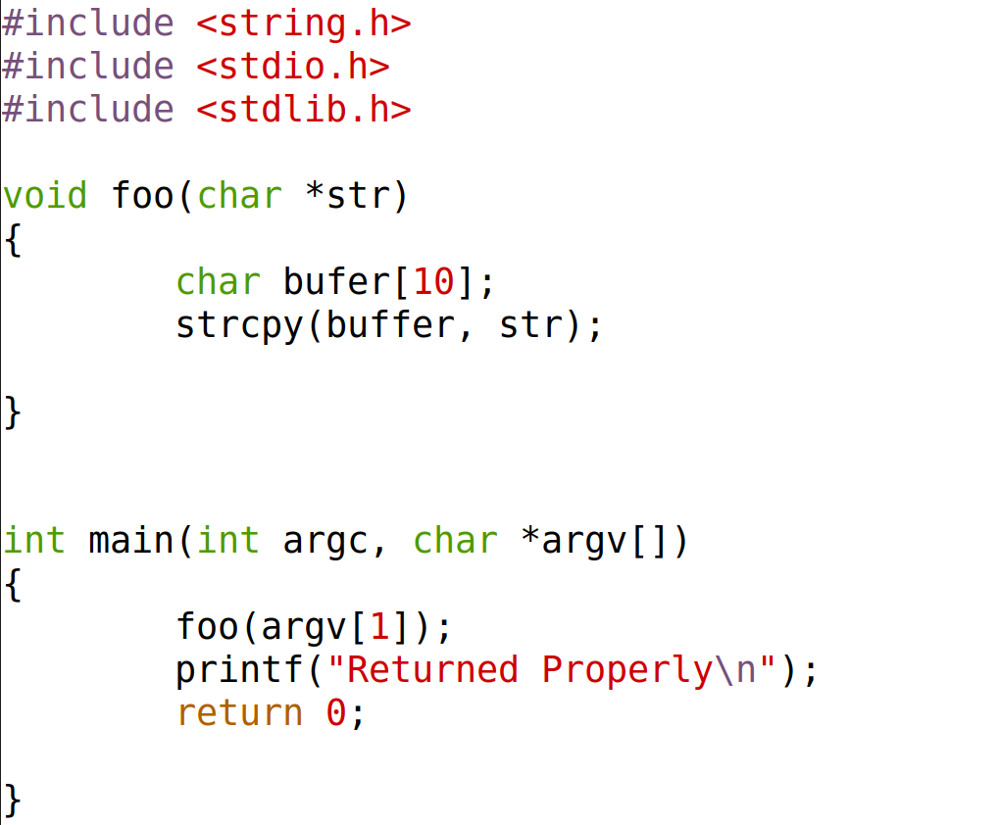 #include <string.h>
#include <stdio.h>
#include <stdlib.h>
void foo(char *str)
{
char bufer[10];
strcpy(buffer, str);
}
int main(int argc, char *argv[])
{
foo(argv[1]);
printf("Returned Properly\n");
return 0;
}